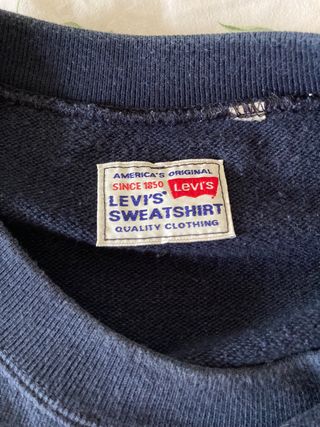 AMERICA'S ORIGINAL
SINCE 1850 Levi's
LEVI'S® SWEATSHIRT
QUALITY CLOTHING